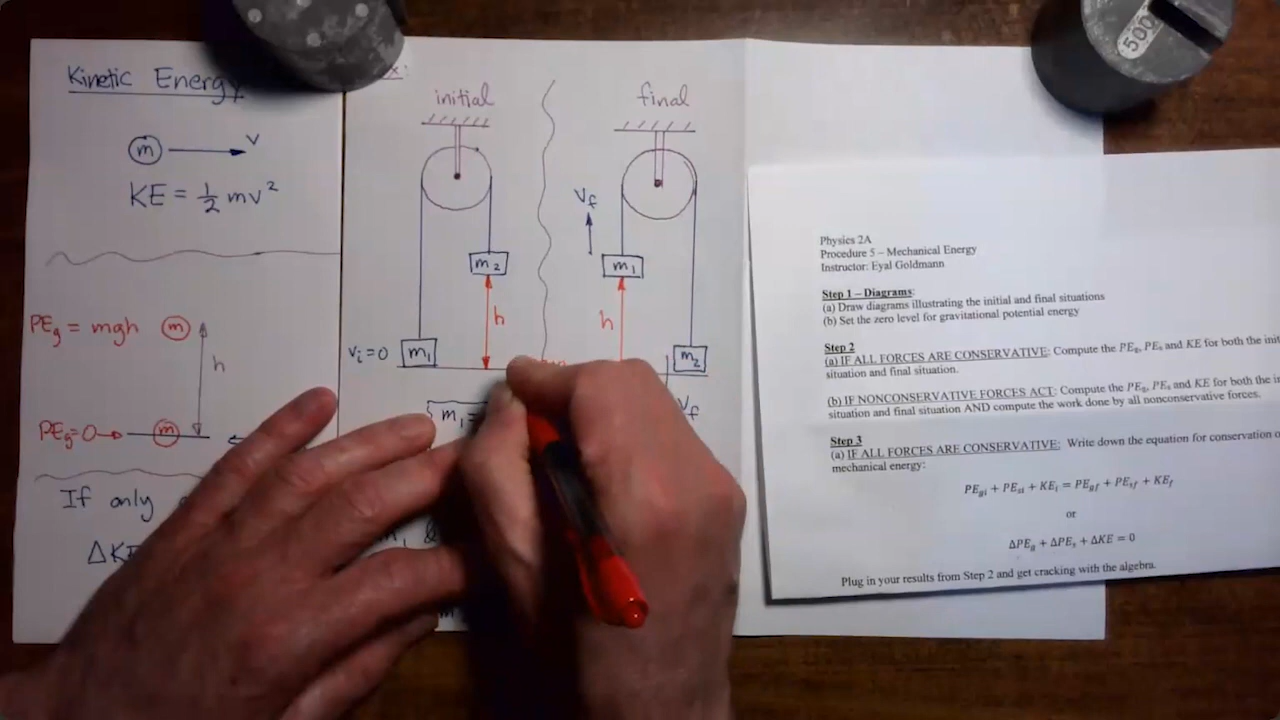 Kinetic Energy
m
v
KE = ½ mv²
PEg = mgh
m
h
PEg=0
m
If only
ΔKE
x:
initial
m₂
h
vᵢ=0
m₁
m₁=
final
v_f
m₁
h
m₂
v_f
500
Physics 2A
Procedure 5 – Mechanical Energy
Instructor: Eyal Goldmann
Step 1 – Diagrams:
(a) Draw diagrams illustrating the initial and final situations
(b) Set the zero level for gravitational potential energy
Step 2
(a) IF ALL FORCES ARE CONSERVATIVE: Compute the PEg, PEs and KE for both the
situation and final situation.
(b) IF NONCONSERVATIVE FORCES ACT: Compute the PEg, PEs and KE for both the
situation and final situation AND compute the work done by all nonconservative forces.
Step 3
(a) IF ALL FORCES ARE CONSERVATIVE: Write down the equation for conservation
mechanical energy:
PEgi + PEsi + KEi = PEgf + PEsf + KEf
or
ΔPEg + ΔPEs + ΔKE = 0
Plug in your results from Step 2 and get cracking with the algebra.